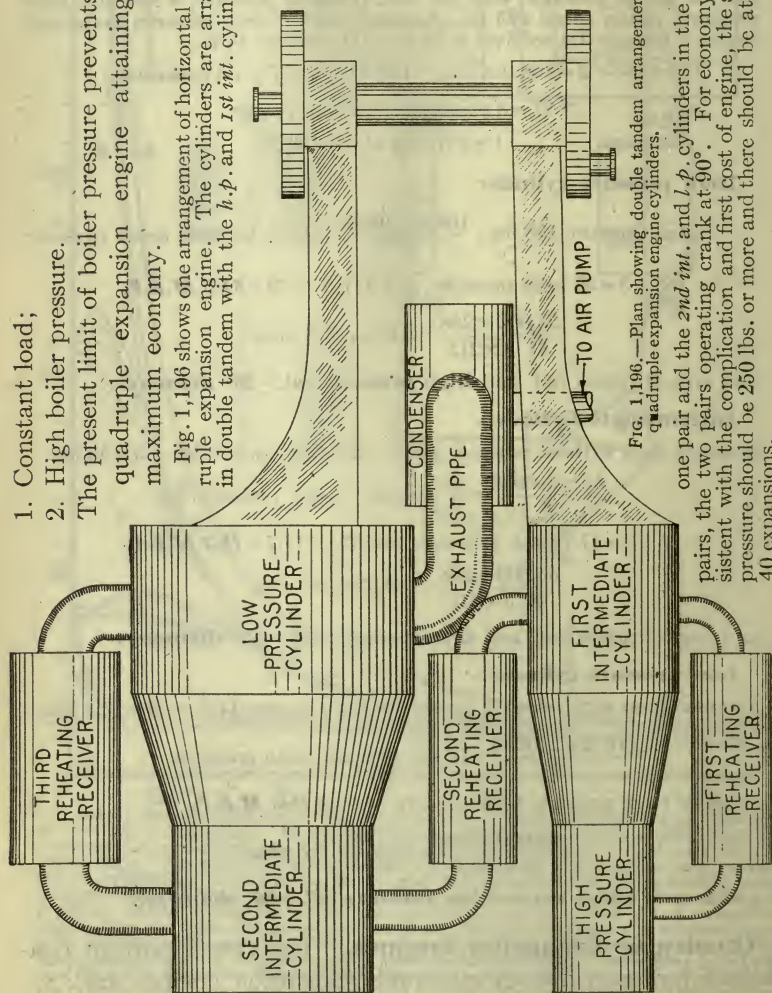 1. Constant load;
2. High boiler pressure.
The present limit of boiler pressure prevents
quadruple expansion engine attaining
maximum economy.
Fig. 1,196 shows one arrangement of horizontal
ruple expansion engine. The cylinders are arra
in double tandem with the h.p. and 1st int. cylin
THIRD
REHEATING
RECEIVER
LOW
PRESSURE
CYLINDER
SECOND
INTERMEDIATE
CYLINDER
CONDENSER
EXHAUST PIPE
TO AIR PUMP
SECOND
REHEATING
RECEIVER
FIRST
INTERMEDIATE
CYLINDER
HIGH
PRESSURE
CYLINDER
FIRST
REHEATING
RECEIVER
FIG. 1,196.—Plan showing double tandem arrangemen
quadruple expansion engine cylinders.
one pair and the 2nd int. and l.p. cylinders in the
pairs, the two pairs operating crank at 90°. For economy
sistent with the complication and first cost of engine, the s
pressure should be 250 lbs. or more and there should be at
40 expansions.